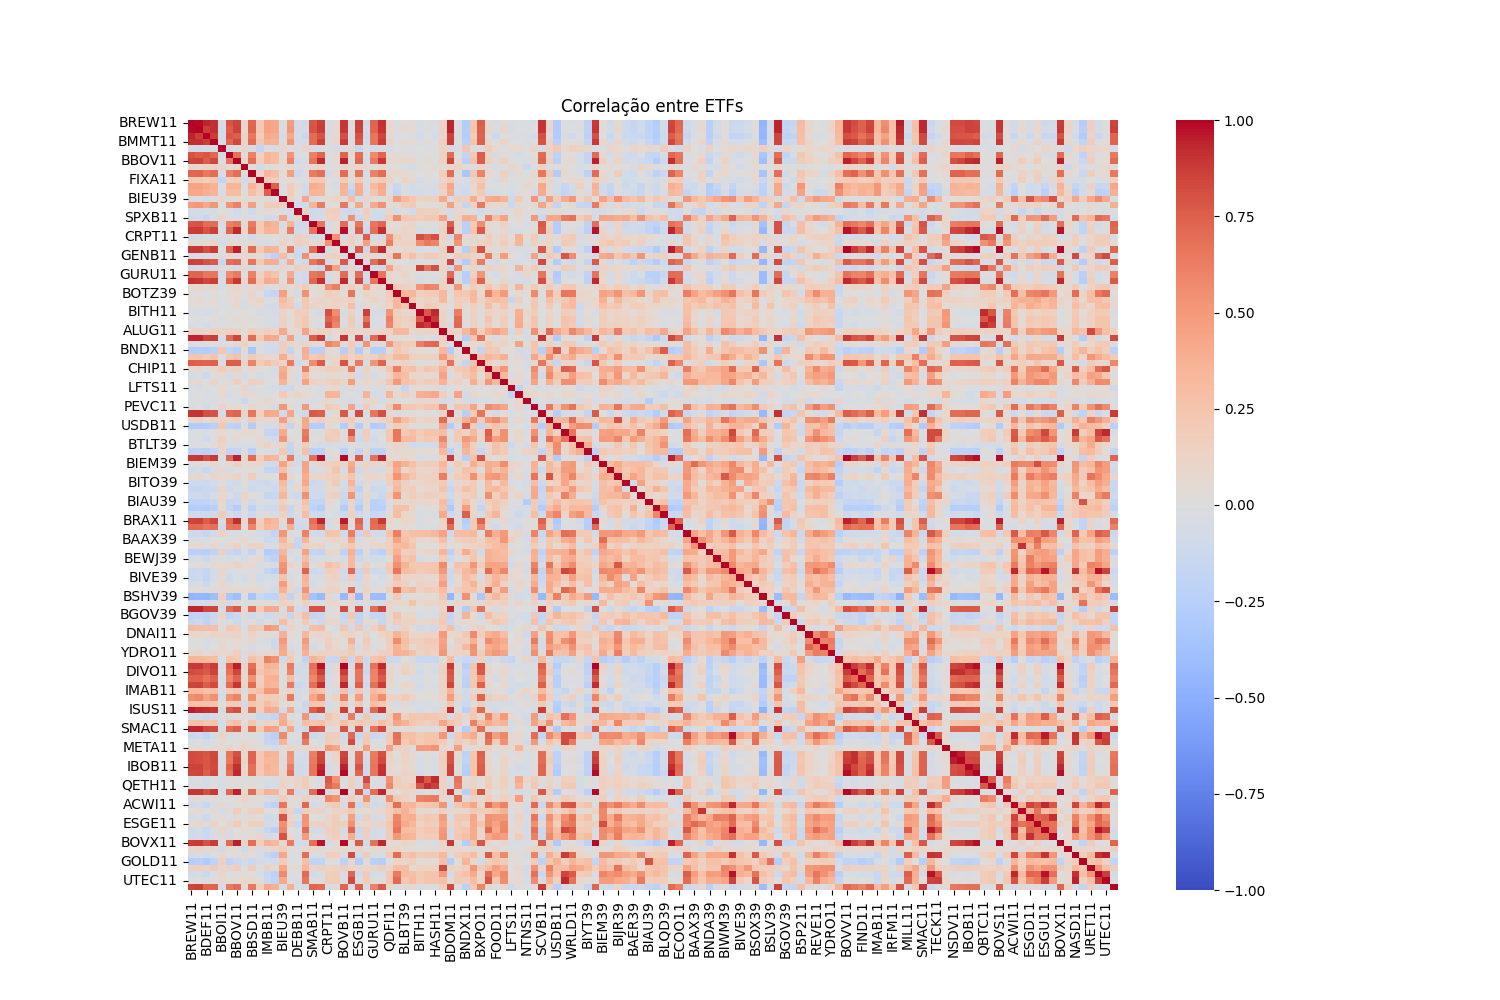 Correlação entre ETFs
BREW11
BMMT11
BBOV11
FIXA11
BIEU39
SPXB11
CRPT11
GENB11
GURU11
BOTZ39
BITH11
ALUG11
BNDX11
CHIP11
LFTS11
PEVC11
USDB11
BTLT39
BIEM39
BITO39
BIAU39
BRAX11
BAAX39
BEWJ39
BIVE39
BSHV39
BGOV39
DNAI11
YDRO11
DIVO11
IMAB11
ISUS11
SMAC11
META11
IBOB11
QETH11
ACWI11
ESGE11
BOVX11
GOLD11
UTEC11
BREW11
BDEF11
BBOI11
BBOV11
BBSD11
IMBB11
BIEU39
DEBB11
SMAB11
CRPT11
BOVB11
ESGB11
GURU11
QDFI11
BLBT39
BITH11
HASH11
BDOM11
BNDX11
BXPO11
FOOD11
LFTS11
NTNS11
SCVB11
USDB11
WRLD11
BIYT39
BIEM39
BIJR39
BAER39
BIAU39
BLQD39
ECOO11
BAAX39
BNDA39
BIWM39
BIVE39
BSOX39
BSLV39
BGOV39
B5P211
REVE11
YDRO11
BOVV11
FIND11
IMAB11
MILL11
SMAC11
TECK11
NSDV11
IBOB11
QBTC11
BOVS11
ACWI11
ESGD11
ESGU11
BOVX11
NASD11
URET11
UTEC11
1.00
0.75
0.50
0.25
0.00
−0.25
−0.50
−0.75
−1.00